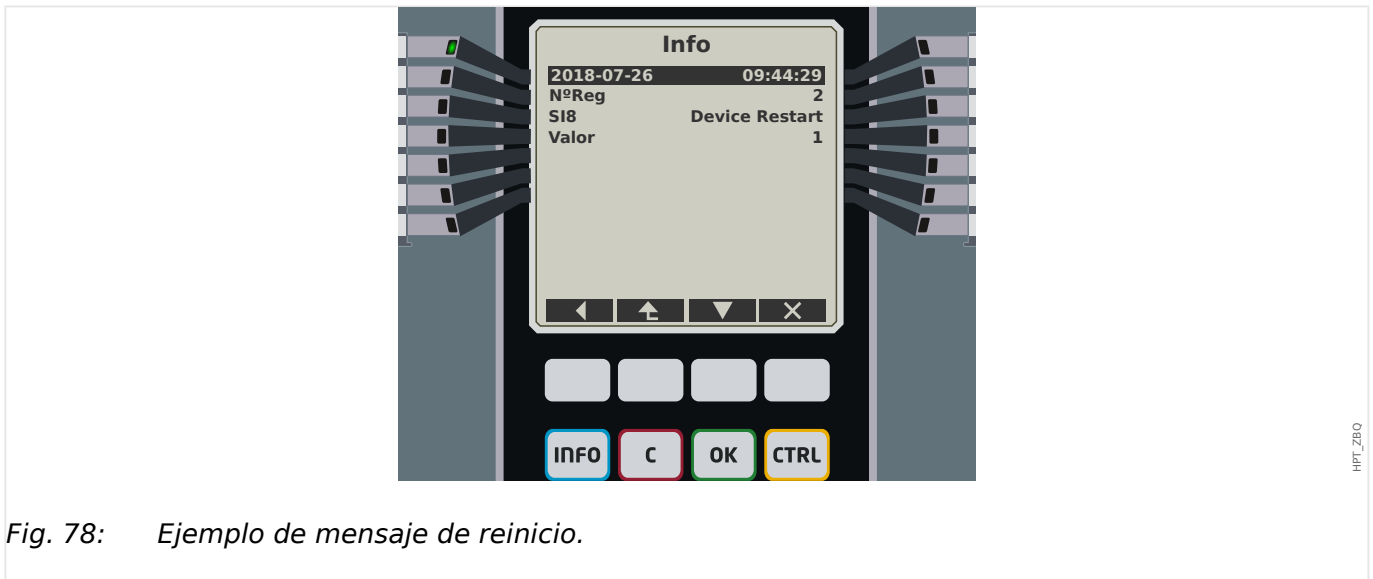 Info
2018-07-26 09:44:29
NºReg 2
SI8 Device Restart
Valor 1
INFO C OK CTRL
HPT_ZBQ
Fig. 78: Ejemplo de mensaje de reinicio.